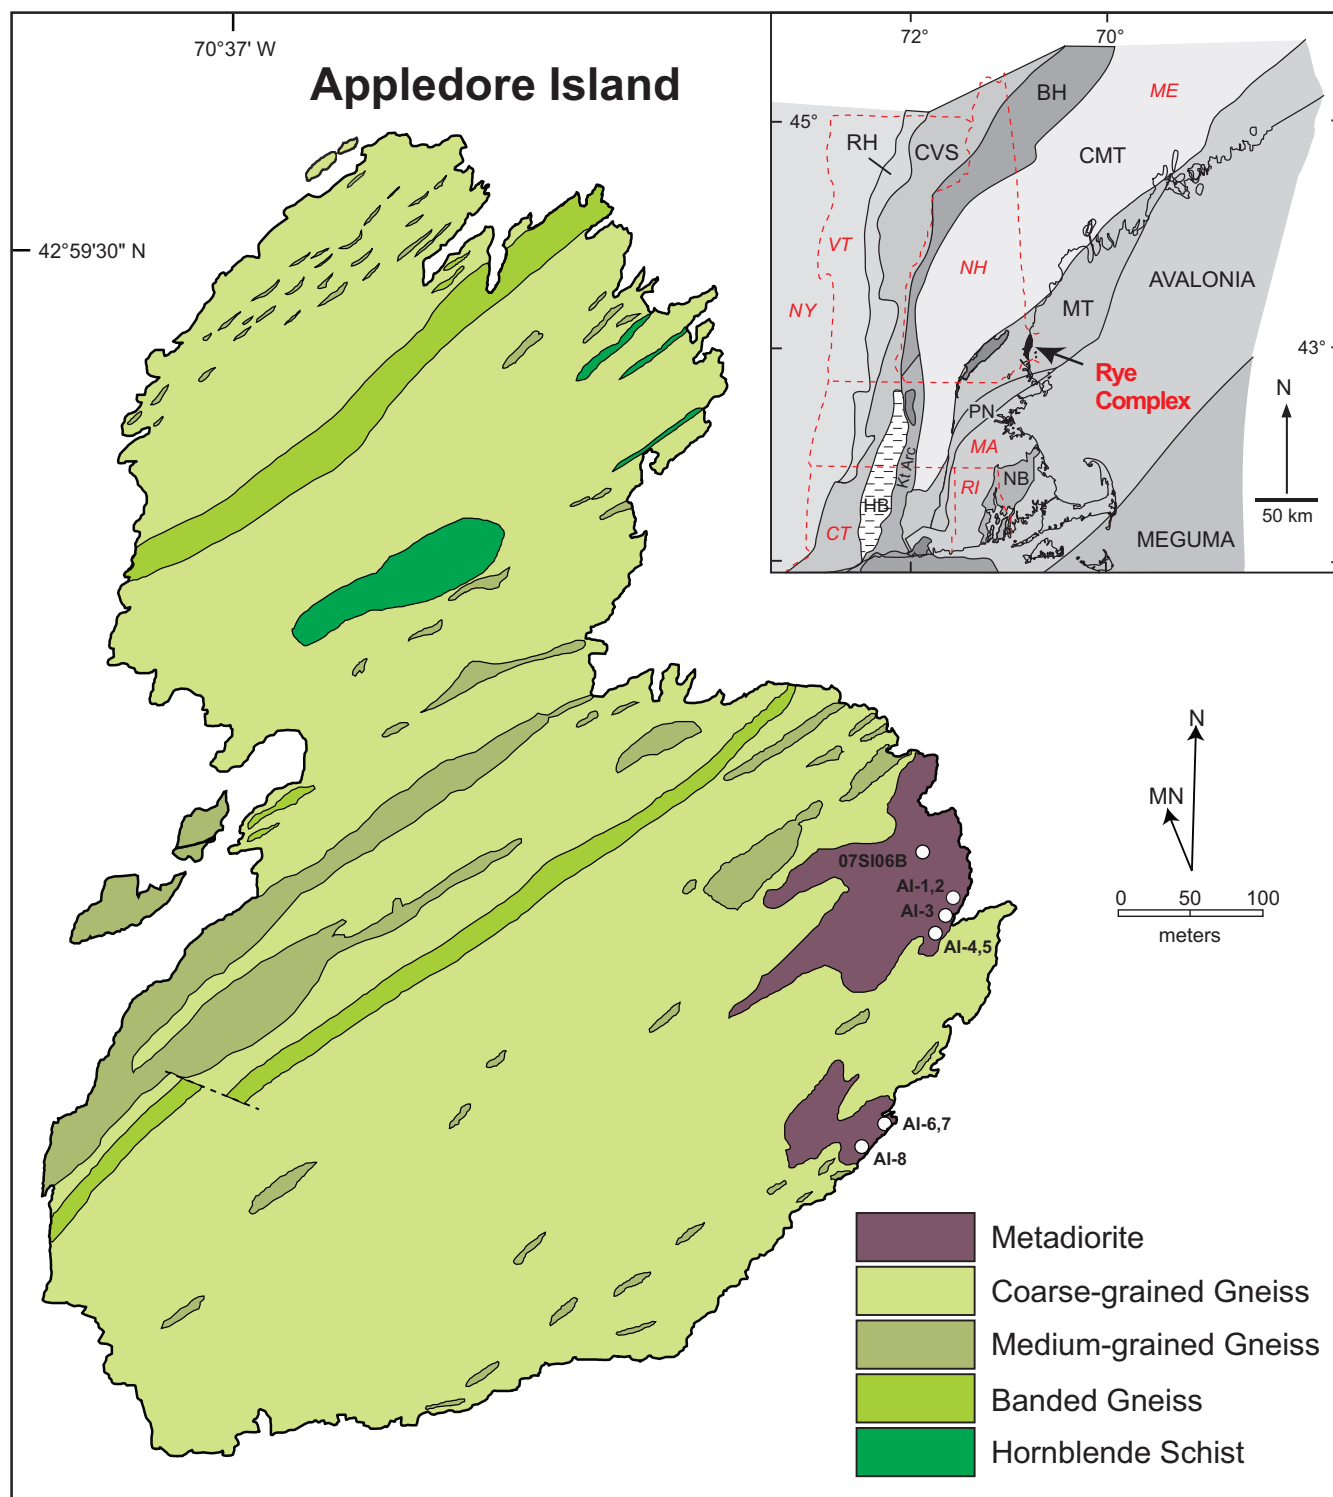 70°37' W
Appledore Island
42°59'30" N
72°
70°
45°
43°
BH
ME
RH
CVS
CMT
VT
NH
AVALONIA
NY
MT
Rye
Complex
N
PN
MA
Kt Arc
RI
NB
HB
50 km
CT
MEGUMA
N
MN
0 50 100
meters
07SI06B
AI-1,2
AI-3
AI-4,5
AI-6,7
AI-8
Metadiorite
Coarse-grained Gneiss
Medium-grained Gneiss
Banded Gneiss
Hornblende Schist